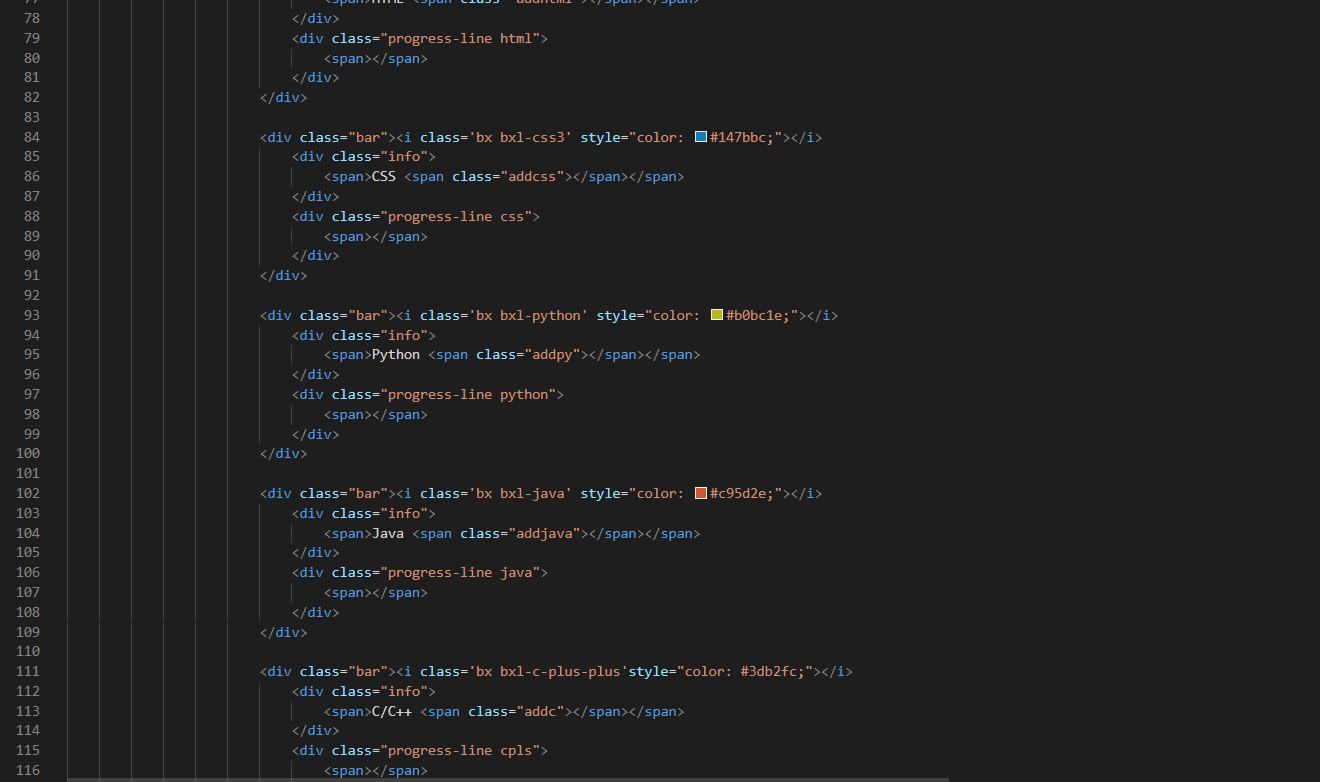 77 <span>HTML <span class="addhtml"></span></span>
78 </div>
79 <div class="progress-line html">
80 <span></span>
81 </div>
82 </div>
83
84 <div class="bar"><i class='bx bxl-css3' style="color: #147bbc;"></i>
85 <div class="info">
86 <span>CSS <span class="addcss"></span></span>
87 </div>
88 <div class="progress-line css">
89 <span></span>
90 </div>
91 </div>
92
93 <div class="bar"><i class='bx bxl-python' style="color: #b0bc1e;"></i>
94 <div class="info">
95 <span>Python <span class="addpy"></span></span>
96 </div>
97 <div class="progress-line python">
98 <span></span>
99 </div>
100 </div>
101
102 <div class="bar"><i class='bx bxl-java' style="color: #c95d2e;"></i>
103 <div class="info">
104 <span>Java <span class="addjava"></span></span>
105 </div>
106 <div class="progress-line java">
107 <span></span>
108 </div>
109 </div>
110
111 <div class="bar"><i class='bx bxl-c-plus-plus'style="color: #3db2fc;"></i>
112 <div class="info">
113 <span>C/C++ <span class="addc"></span></span>
114 </div>
115 <div class="progress-line cpls">
116 <span></span>